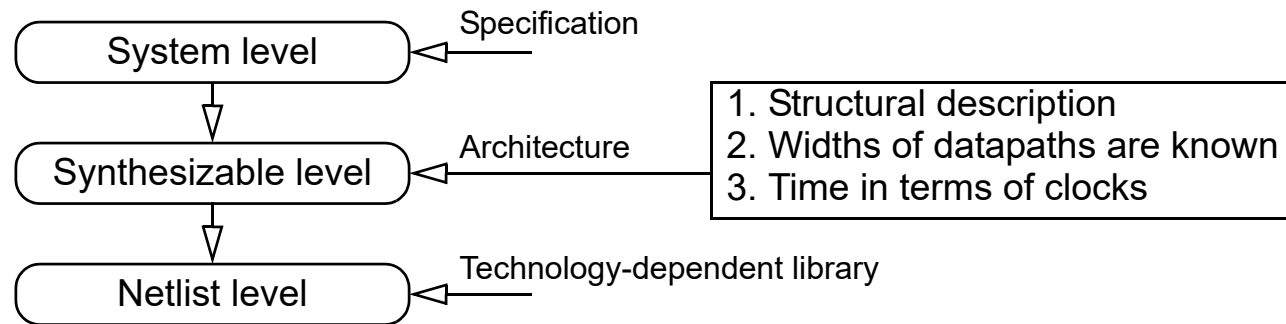 Specification
System level
Architecture
Synthesizable level
1. Structural description
2. Widths of datapaths are known
3. Time in terms of clocks
Technology-dependent library
Netlist level